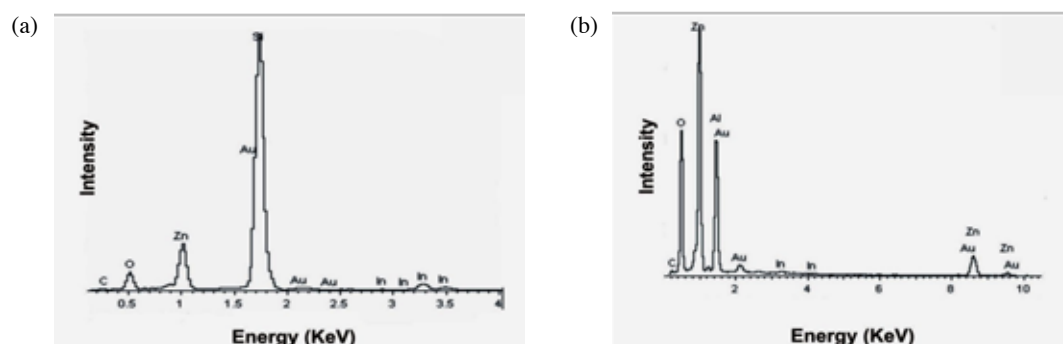 (a)
Si
Au
Zn
O
C
Au Au In In In In
0.5 1 1.5 2 2.5 3 3.5 4
Intensity
Energy (KeV)
(b)
Zn
O
Al
Au
C
Au
In In
Zn
Au
Zn
Au
2 4 6 8 10
Intensity
Energy (KeV)